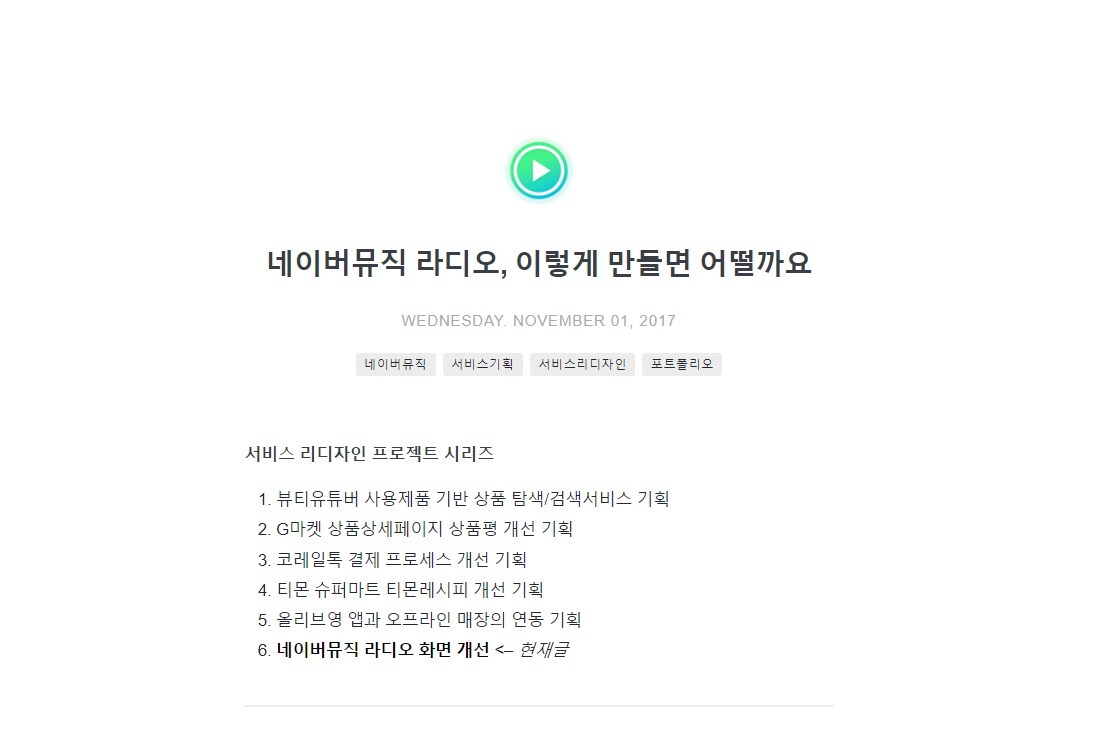 네이버뮤직 라디오, 이렇게 만들면 어떨까요
WEDNESDAY. NOVEMBER 01, 2017
네이버뮤직 서비스기획 서비스리디자인 포트폴리오
서비스 리디자인 프로젝트 시리즈
1. 뷰티유튜버 사용제품 기반 상품 탐색/검색서비스 기획
2. G마켓 상품상세페이지 상품평 개선 기획
3. 코레일톡 결제 프로세스 개선 기획
4. 티몬 슈퍼마트 티몬레시피 개선 기획
5. 올리브영 앱과 오프라인 매장의 연동 기획
6. 네이버뮤직 라디오 화면 개선 <– 현재글